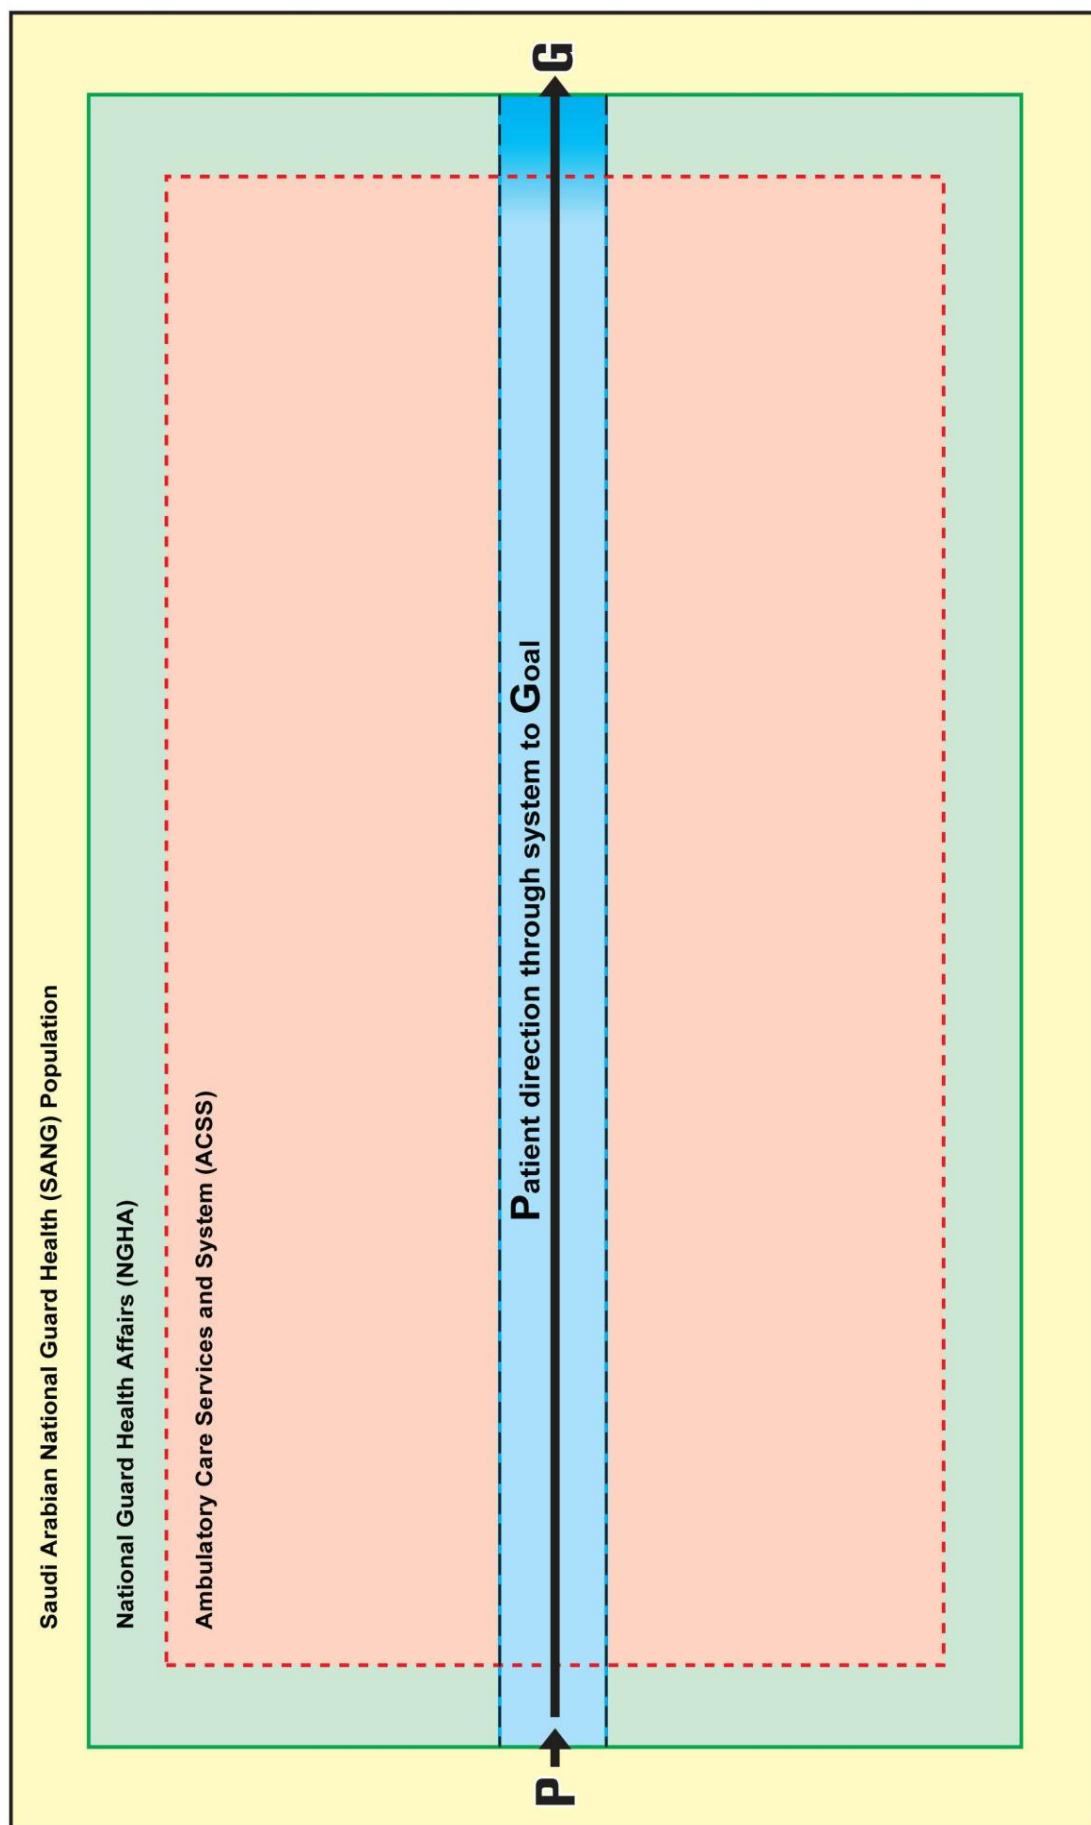 Saudi Arabian National Guard Health (SANG) Population
National Guard Health Affairs (NGHA)
Ambulatory Care Services and System (ACSS)
Patient direction through system to Goal
P
G